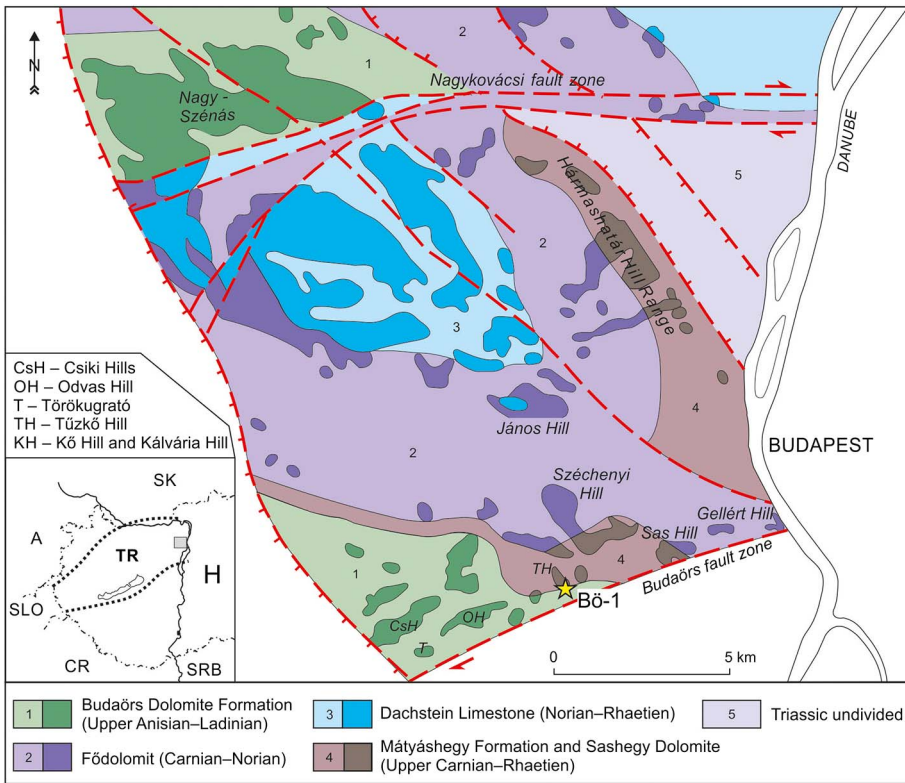 N
1
2
Nagykovácsi fault zone
Nagy -
Szénás
DANUBE
5
Hármashatár Hill Range
2
3
4
CsH – Csiki Hills
OH – Odvas Hill
T – Törökugrató
TH – Tűzkő Hill
KH – Kő Hill and Kálvária Hill
János Hill
BUDAPEST
2
Széchenyi
Hill
Gellért Hill
Sas Hill
Budaörs fault zone
4
1
TH
Bö-1
CsH
OH
T
0
5 km
SK
A
TR
H
SLO
CR
SRB
1 Budaörs Dolomite Formation
(Upper Anisian–Ladinian)
2 Fődolomit (Carnian–Norian)
3 Dachstein Limestone (Norian–Rhaetien)
4 Mátyáshegy Formation and Sashegy Dolomite
(Upper Carnian–Rhaetien)
5 Triassic undivided